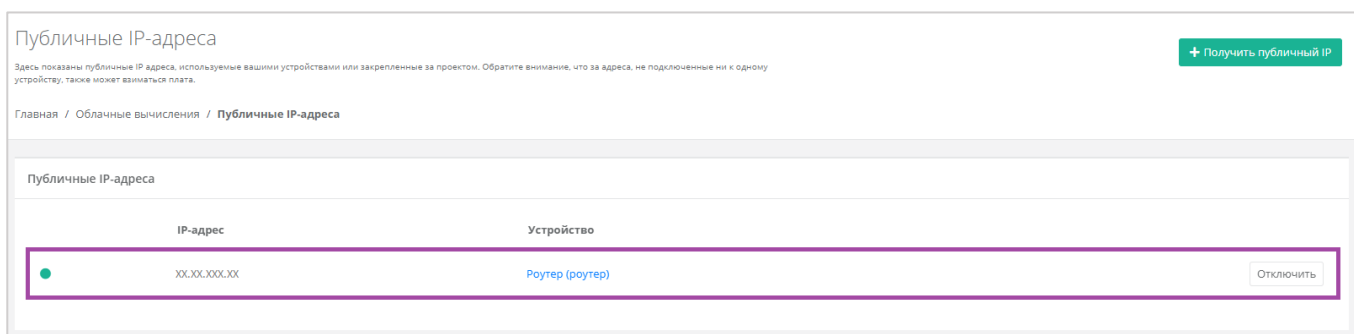 Публичные IP-адреса
+ Получить публичный IP
Здесь показаны публичные IP адреса, используемые вашими устройствами или закрепленные за проектом. Обратите внимание, что за адреса, не подключенные ни к одному
устройству, также может взиматься плата.
Главная / Облачные вычисления / Публичные IP-адреса
Публичные IP-адреса
IP-адрес Устройство
XX.XX.XXX.XX Роутер (роутер) Отключить